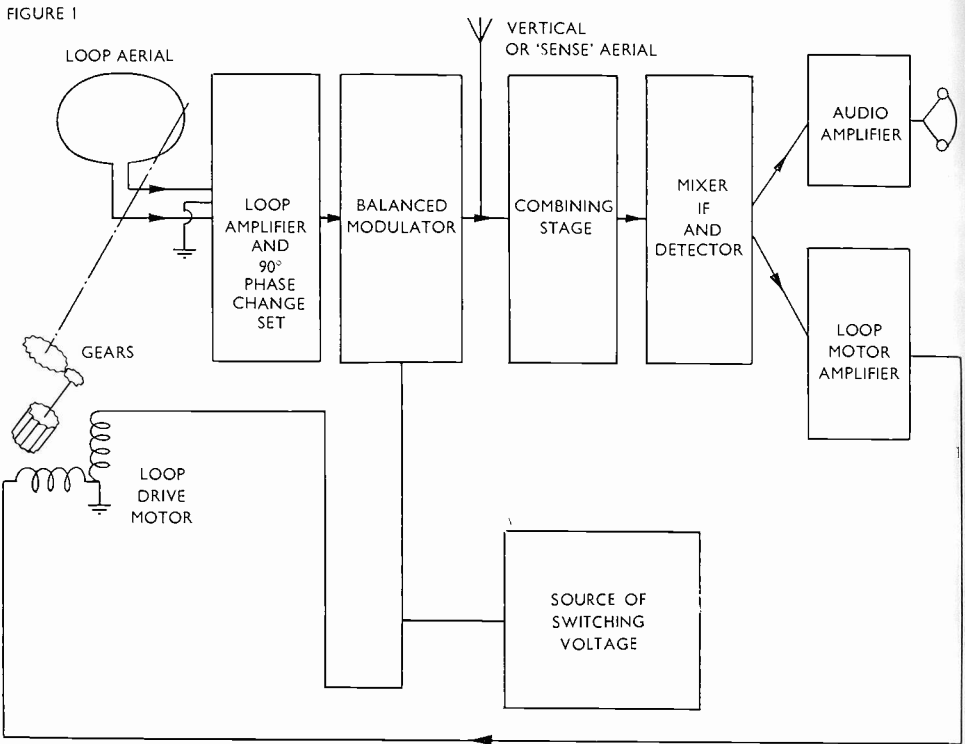 FIGURE 1
LOOP AERIAL
VERTICAL
OR 'SENSE' AERIAL
LOOP
AMPLIFIER
AND
90°
PHASE
CHANGE
SET
BALANCED
MODULATOR
COMBINING
STAGE
MIXER
IF
AND
DETECTOR
AUDIO
AMPLIFIER
LOOP
MOTOR
AMPLIFIER
GEARS
LOOP
DRIVE
MOTOR
SOURCE OF
SWITCHING
VOLTAGE